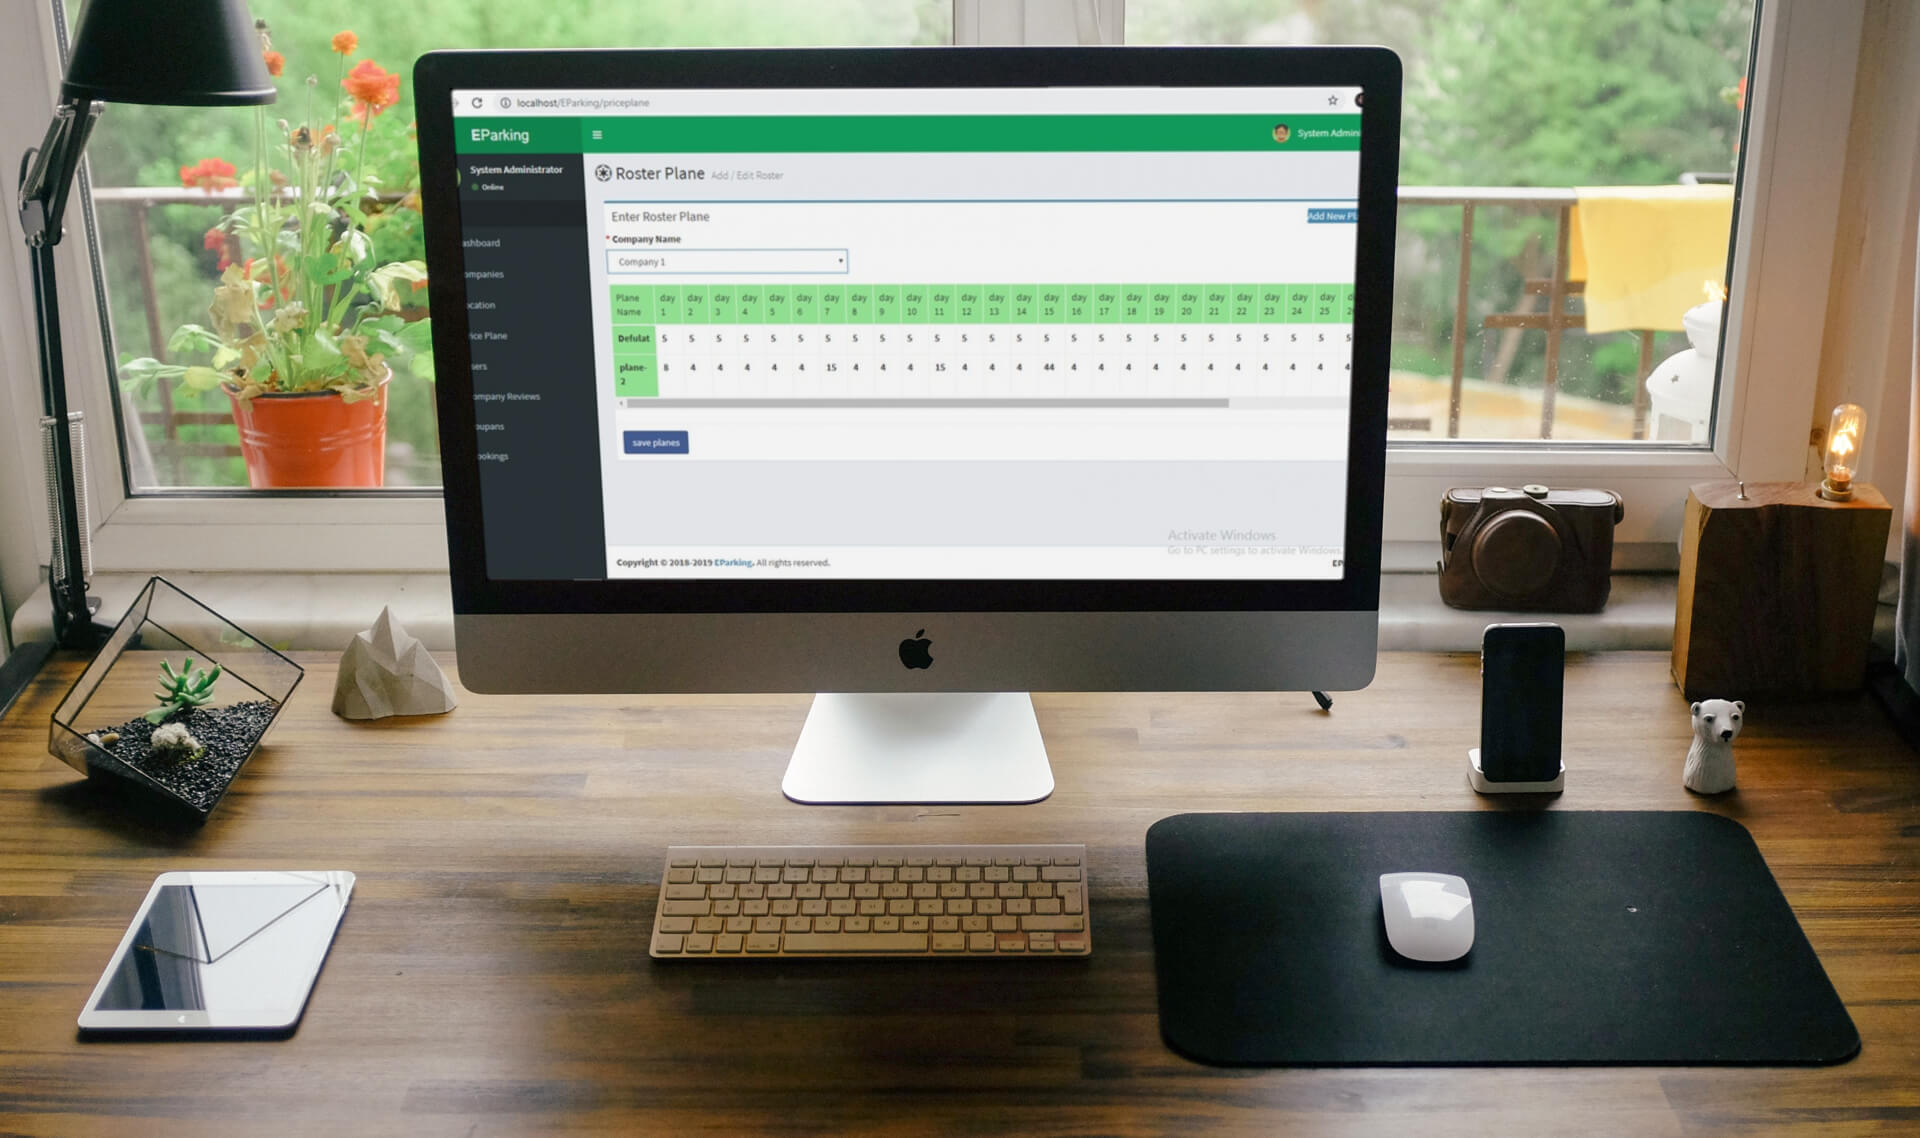 localhost/EParking/priceplane
EParking
System Admini
System Administrator
Online
Roster Plane Add / Edit Roster
ashboard
ompanies
ocation
rice Plane
sers
ompany Reviews
oupans
ookings
Enter Roster Plane
Add New Pl
* Company Name
Company 1
Plane Name day 1 day 2 day 3 day 4 day 5 day 6 day 7 day 8 day 9 day 10 day 11 day 12 day 13 day 14 day 15 day 16 day 17 day 18 day 19 day 20 day 21 day 22 day 23 day 24 day 25
Defulat 5 5 5 5 5 5 5 5 5 5 5 5 5 5 5 5 5 5 5 5 5 5 5 5 5 5
plane-2 8 4 4 4 4 4 15 4 4 4 15 4 4 4 44 4 4 4 4 4 4 4 4 4 4 4
save planes
Activate Windows
Go to PC settings to activate Windows.
Copyright © 2018-2019 EParking. All rights reserved.
EP